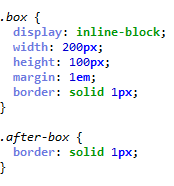 .box {
  display: inline-block;
  width: 200px;
  height: 100px;
  margin: 1em;
  border: solid 1px;
}

.after-box {
  border: solid 1px;
}